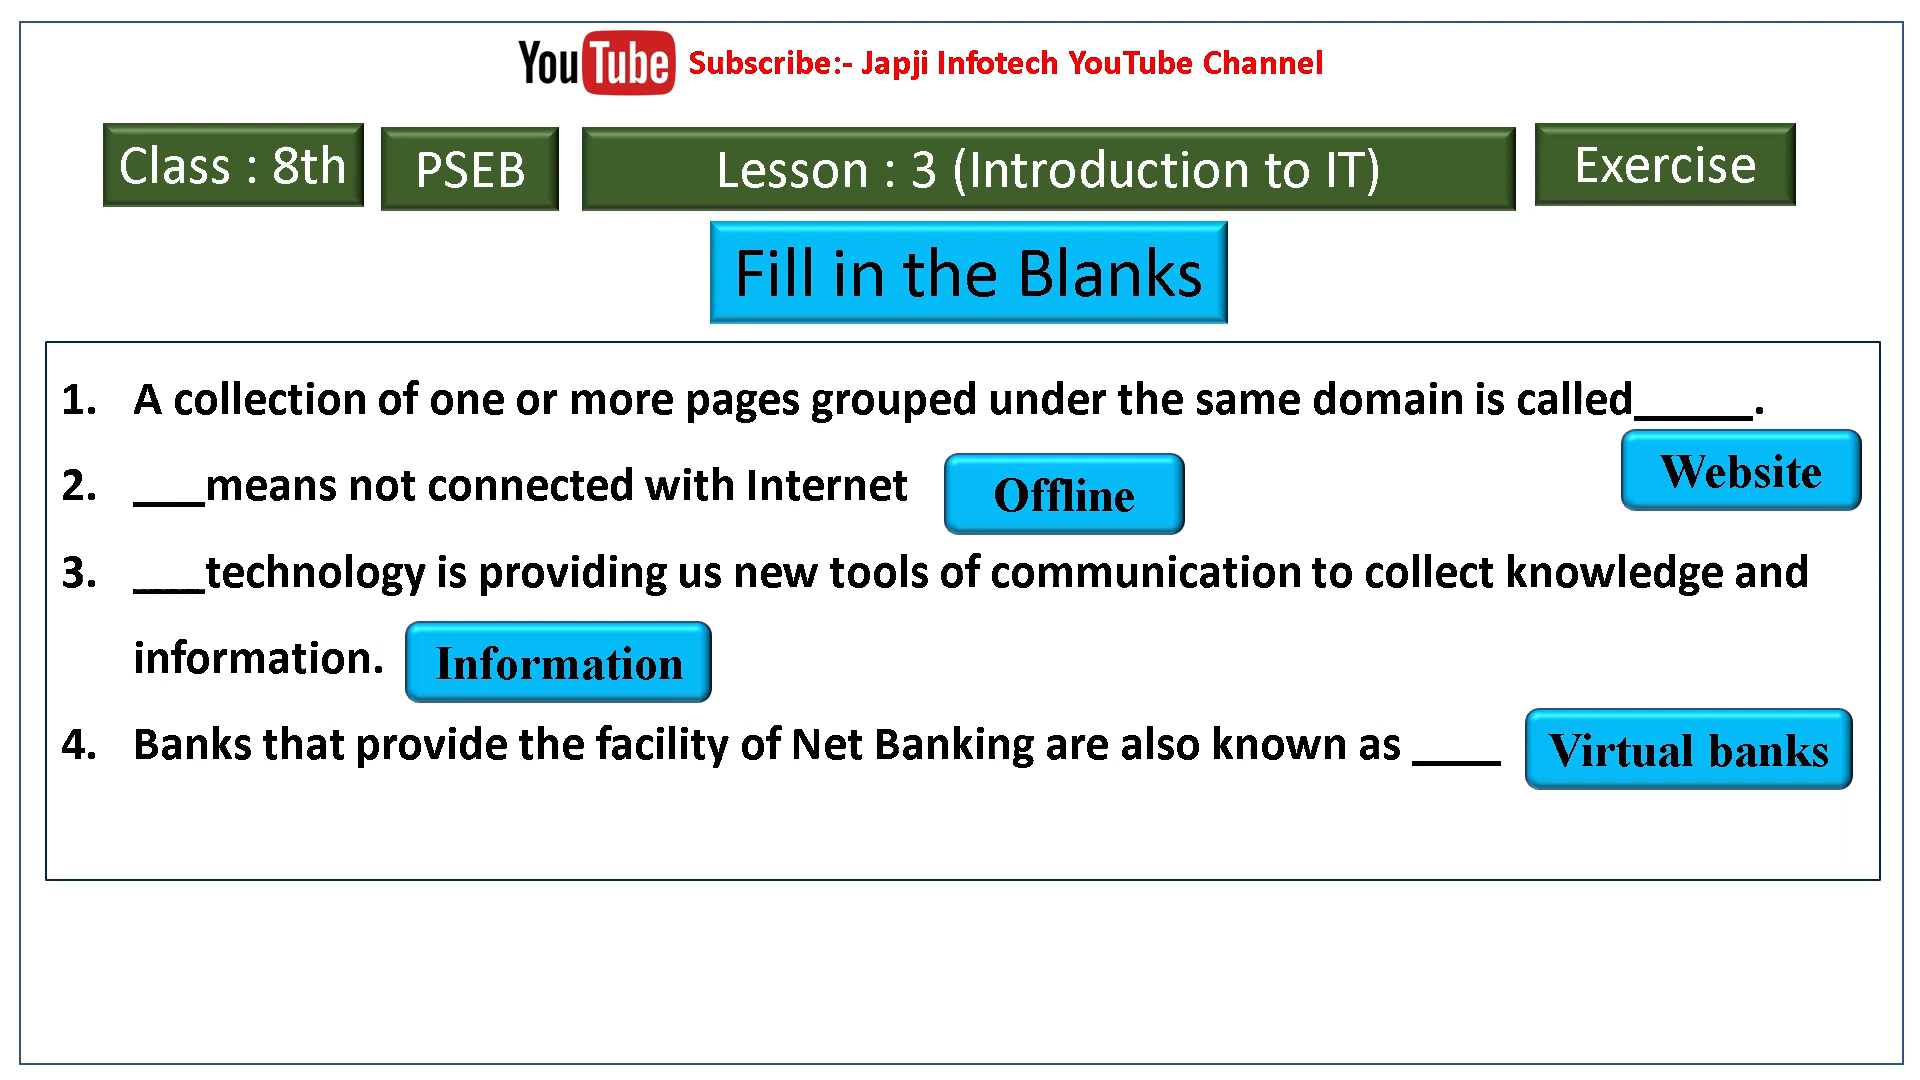 YouTube Subscribe:- Japji Infotech YouTube Channel
Class : 8th PSEB Lesson : 3 (Introduction to IT) Exercise
Fill in the Blanks
1. A collection of one or more pages grouped under the same domain is called_____.
Website
2. ___means not connected with Internet Offline
3. ___technology is providing us new tools of communication to collect knowledge and
information. Information
4. Banks that provide the facility of Net Banking are also known as ____ Virtual banks